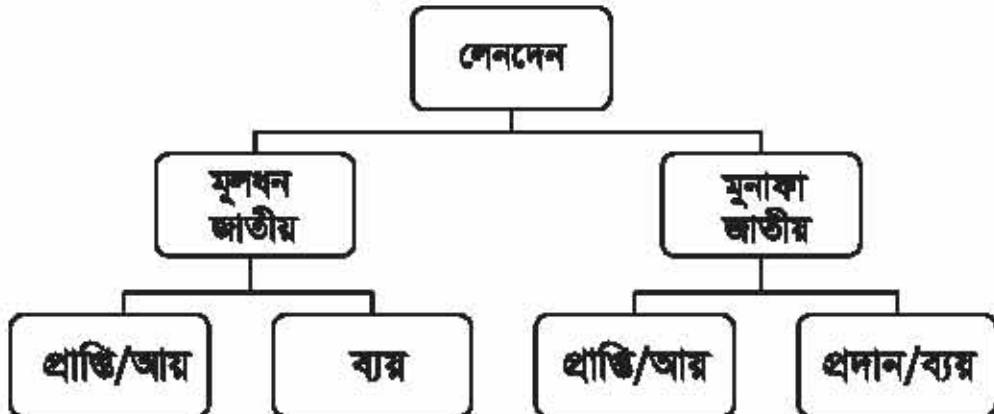 লেনদেন
মূলধন
জাতীয়
মুনাফা
জাতীয়
প্রাপ্তি/আয়
ব্যয়
প্রাপ্তি/আয়
প্রদান/ব্যয়